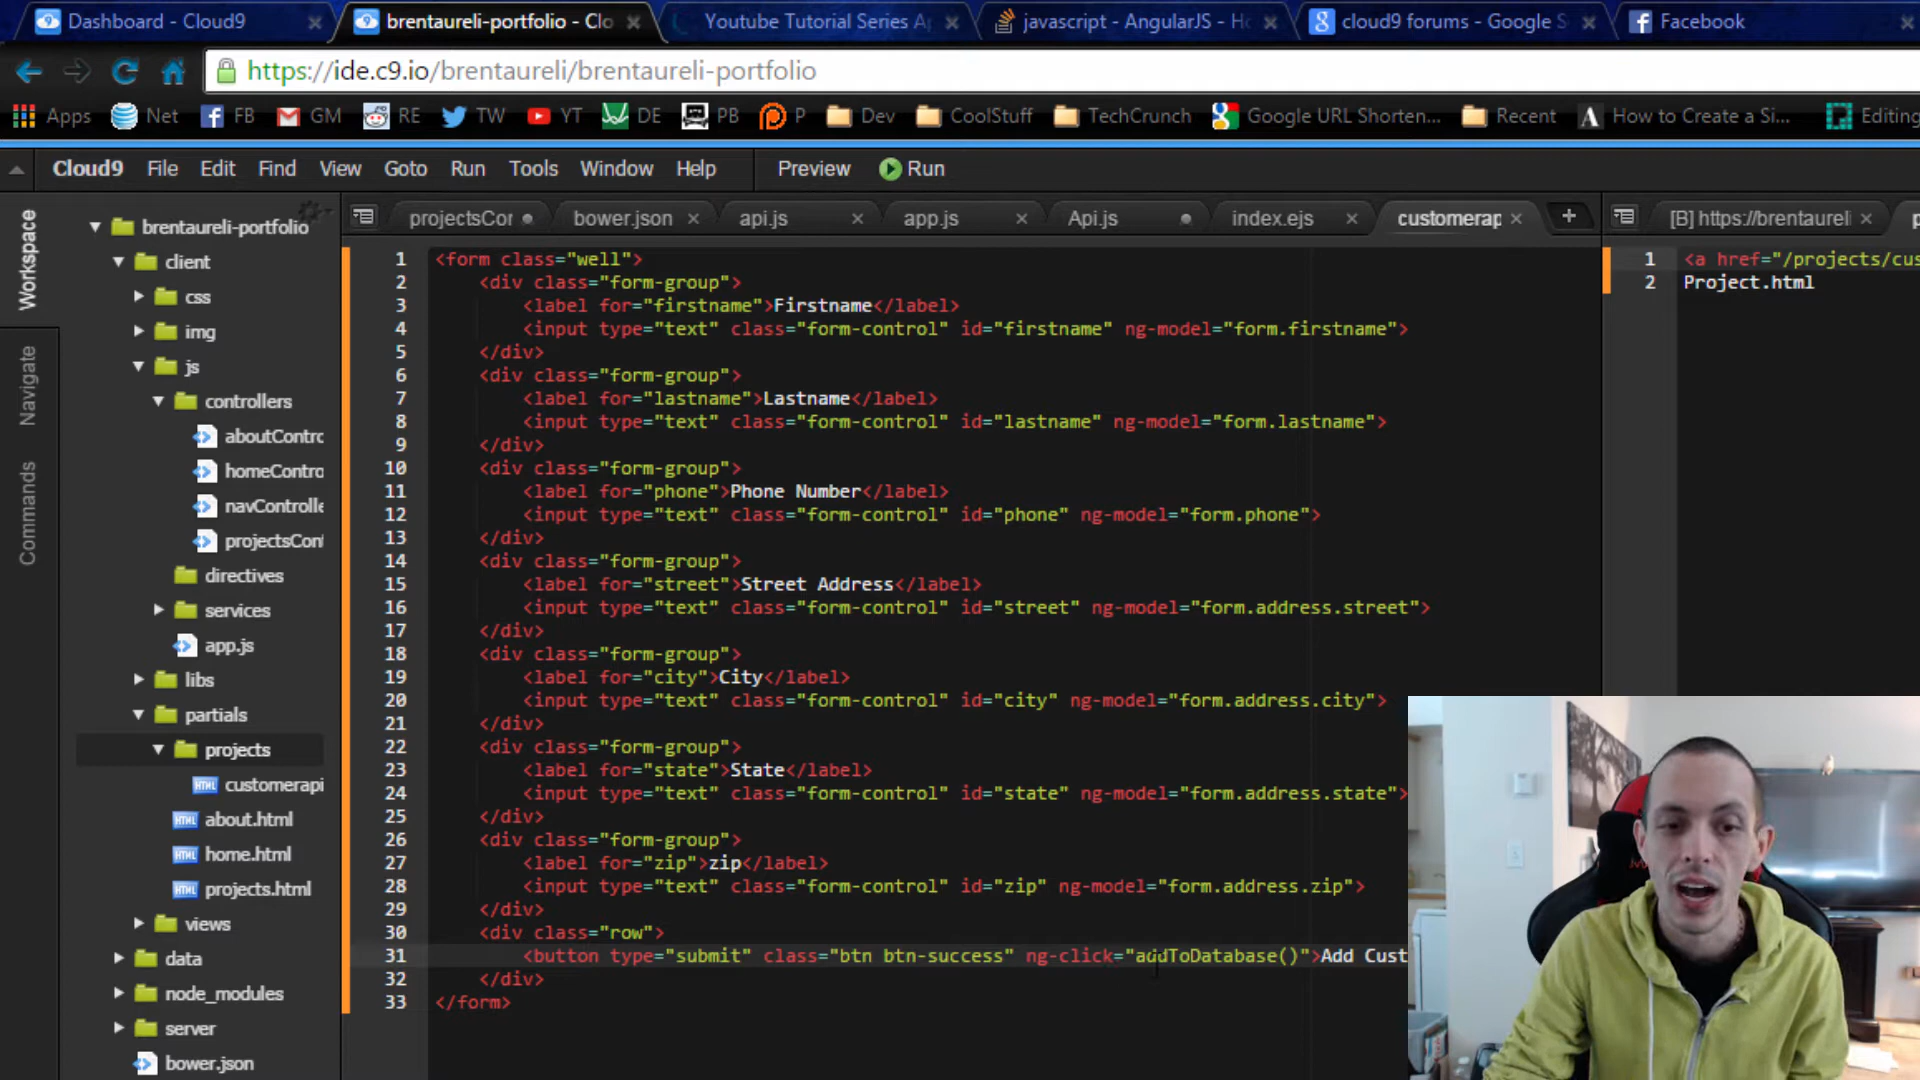 Dashboard - Cloud9
brentaureli-portfolio - Clo
Youtube Tutorial Series Ap
javascript - AngularJS - Ho
cloud9 forums - Google S
Facebook
https://ide.c9.io/brentaureli/brentaureli-portfolio
Apps Net FB GM RE TW YT DE PB P Dev CoolStuff TechCrunch Google URL Shorten... Recent How to Create a Si... Editing
Cloud9 File Edit Find View Goto Run Tools Window Help Preview Run
Workspace
Navigate
Commands
brentaureli-portfolio
client
css
img
js
controllers
aboutContro
homeContro
navControlle
projectsCont
directives
services
app.js
libs
partials
projects
customerapi
about.html
home.html
projects.html
views
data
node_modules
server
bower.json
projectsCor bower.json api.js app.js Api.js index.ejs customerap
1 <form class="well">
2 <div class="form-group">
3 <label for="firstname">Firstname</label>
4 <input type="text" class="form-control" id="firstname" ng-model="form.firstname">
5 </div>
6 <div class="form-group">
7 <label for="lastname">Lastname</label>
8 <input type="text" class="form-control" id="lastname" ng-model="form.lastname">
9 </div>
10 <div class="form-group">
11 <label for="phone">Phone Number</label>
12 <input type="text" class="form-control" id="phone" ng-model="form.phone">
13 </div>
14 <div class="form-group">
15 <label for="street">Street Address</label>
16 <input type="text" class="form-control" id="street" ng-model="form.address.street">
17 </div>
18 <div class="form-group">
19 <label for="city">City</label>
20 <input type="text" class="form-control" id="city" ng-model="form.address.city">
21 </div>
22 <div class="form-group">
23 <label for="state">State</label>
24 <input type="text" class="form-control" id="state" ng-model="form.address.state">
25 </div>
26 <div class="form-group">
27 <label for="zip">zip</label>
28 <input type="text" class="form-control" id="zip" ng-model="form.address.zip">
29 </div>
30 <div class="row">
31 <button type="submit" class="btn btn-success" ng-click="addToDatabase()">Add Cust
32 </div>
33 </form>
[B] https://brentaureli
1 <a href="/projects/cus
2 Project.html